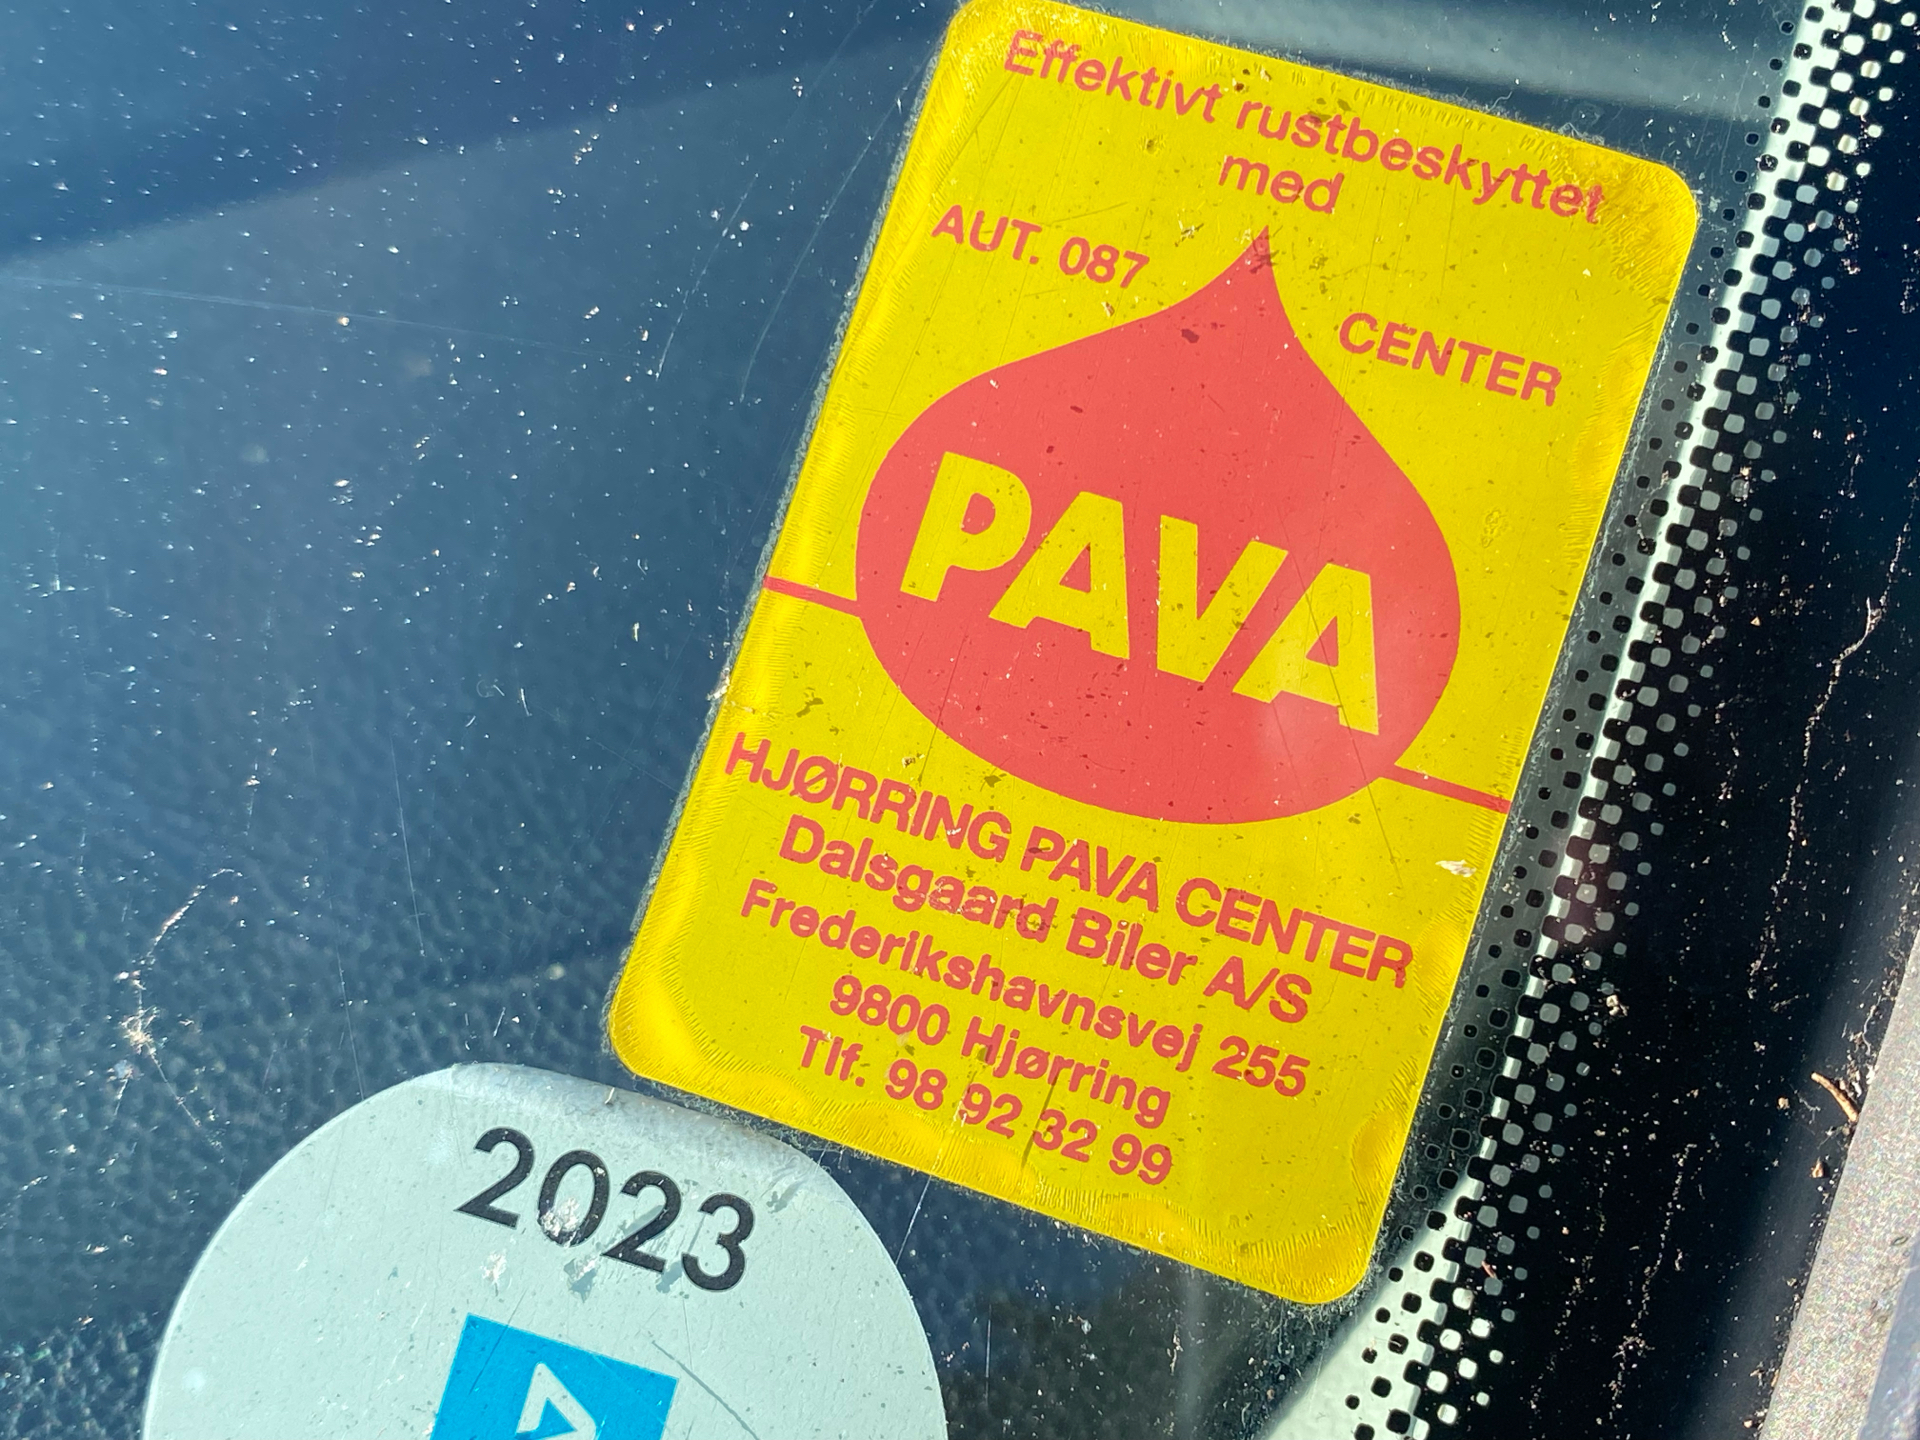 Effektivt rustbeskyttet
med
AUT. 087
CENTER
PAVA
HJØRRING PAVA CENTER
Dalsgaard Biler A/S
Frederikshavnsvej 255
9800 Hjørring
Tlf. 98 92 32 99
2023